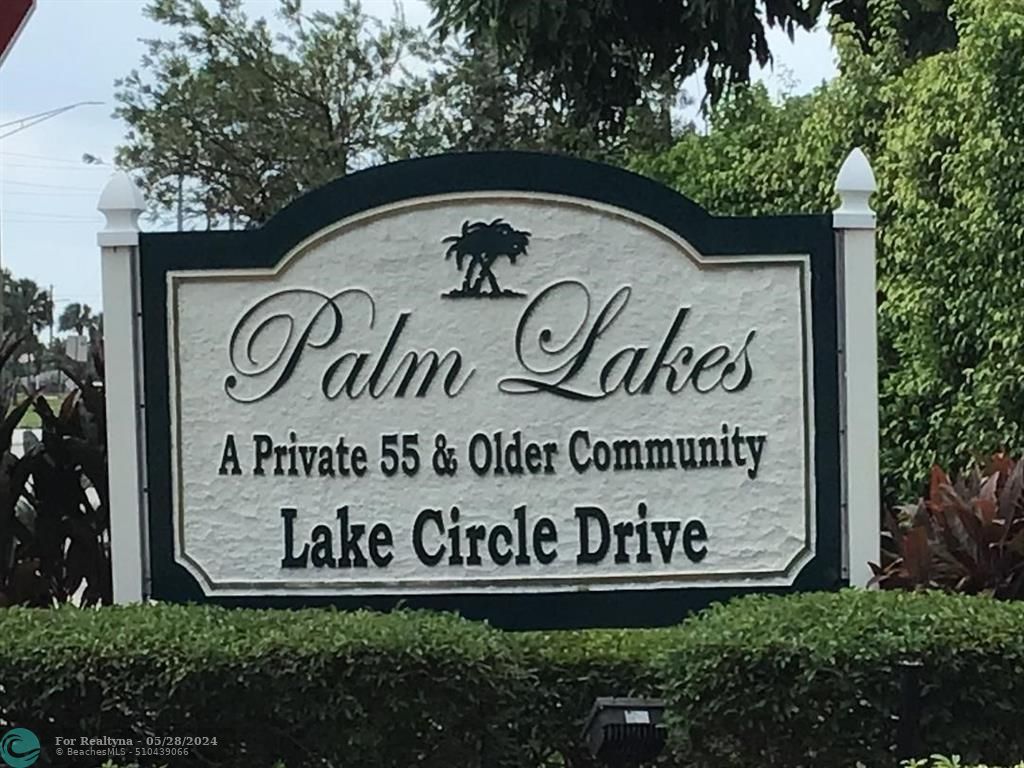 Palm Lakes
A Private 55 & Older Community
Lake Circle Drive
For Realtyna - 05/28/2024
© BeachesMLS - 510439066